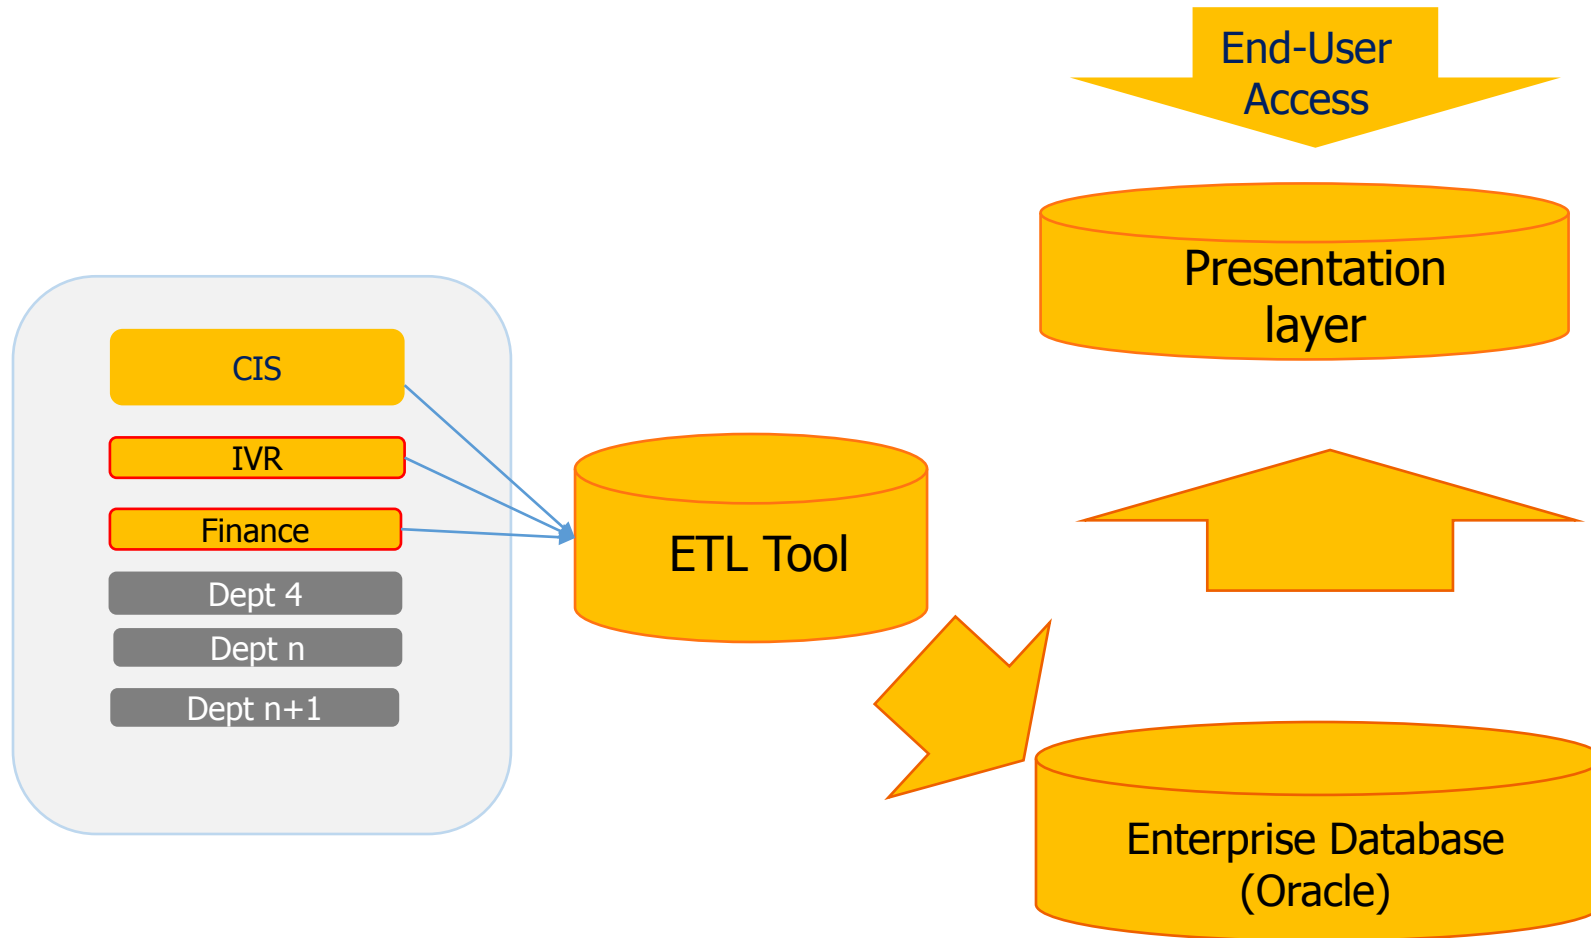 End-User
Access
Presentation
layer
CIS
IVR
Finance
Dept 4
Dept n
Dept n+1
ETL Tool
Enterprise Database
(Oracle)